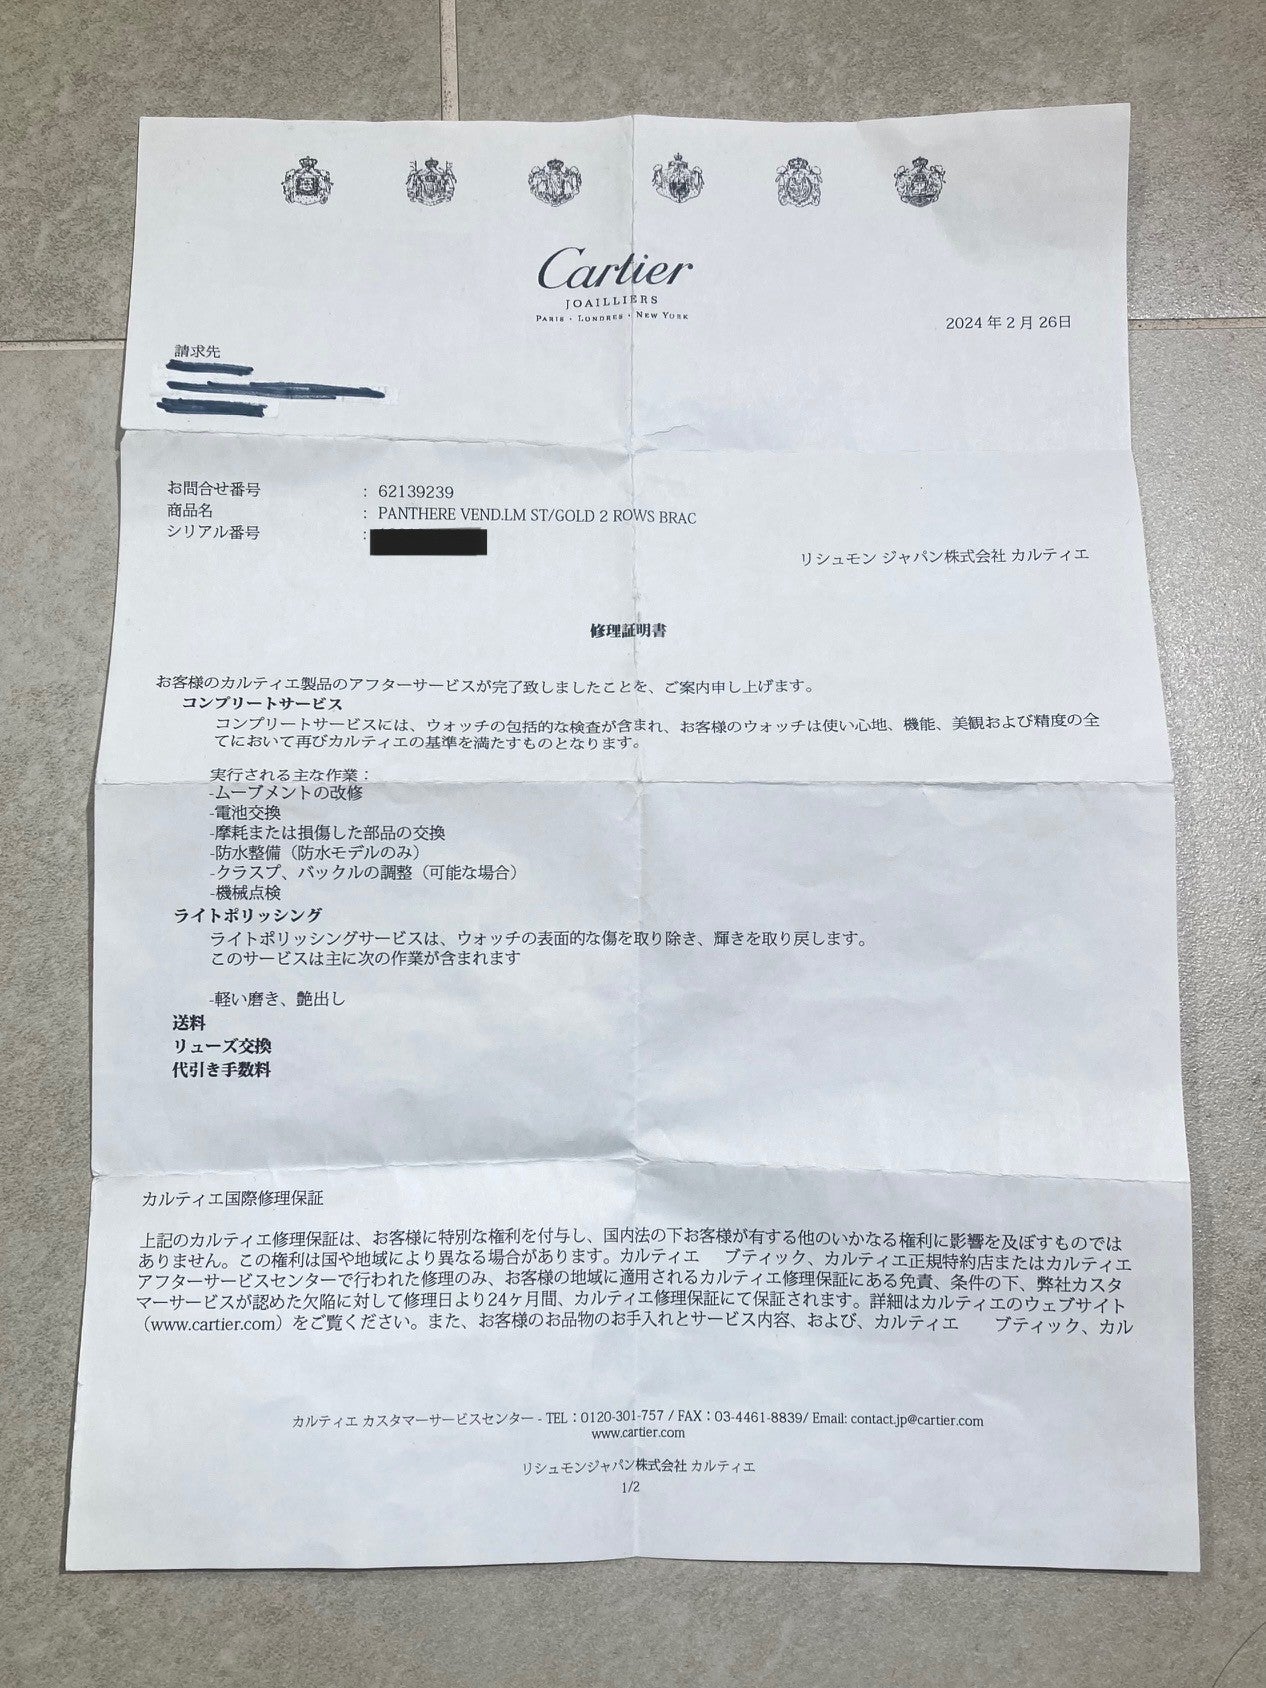 Cartier
JOAILLIERS
PARIS · LONDRES · NEW YORK
2024 年 2 月 26日
請求先
お問合せ番号 : 62139239
商品名 : PANTHERE VEND.LM ST/GOLD 2 ROWS BRAC
シリアル番号 :
リシュモン ジャパン株式会社 カルティエ
修理証明書
お客様のカルティエ製品のアフターサービスが完了致しましたことを、ご案内申し上げます。
コンプリートサービス
コンプリートサービスには、ウォッチの包括的な検査が含まれ、お客様のウォッチは使い心地、機能、美観および精度の全
てにおいて再びカルティエの基準を満たすものとなります。
実行される主な作業：
-ムーブメントの改修
-電池交換
-摩耗または損傷した部品の交換
-防水整備（防水モデルのみ）
-クラスプ、バックルの調整（可能な場合）
-機械点検
ライトポリッシング
ライトポリッシングサービスは、ウォッチの表面的な傷を取り除き、輝きを取り戻します。
このサービスは主に次の作業が含まれます
-軽い磨き、艶出し
送料
リューズ交換
代引き手数料
カルティエ国際修理保証
上記のカルティエ修理保証は、お客様に特別な権利を付与し、国内法の下お客様が有する他のいかなる権利に影響を及ぼすものでは
ありません。この権利は国や地域により異なる場合があります。カルティエ　ブティック、カルティエ正規特約店またはカルティエ
アフターサービスセンターで行われた修理のみ、お客様の地域に適用されるカルティエ修理保証にある免責、条件の下、弊社カスタ
マーサービスが認めた欠陥に対して修理日より24ヶ月間、カルティエ修理保証にて保証されます。詳細はカルティエのウェブサイト
（www.cartier.com）をご覧ください。また、お客様のお品物のお手入れとサービス内容、および、カルティエ　ブティック、カル
カルティエ カスタマーサービスセンター - TEL：0120-301-757 / FAX：03-4461-8839/ Email: contact.jp@cartier.com
www.cartier.com
リシュモンジャパン株式会社 カルティエ
1/2